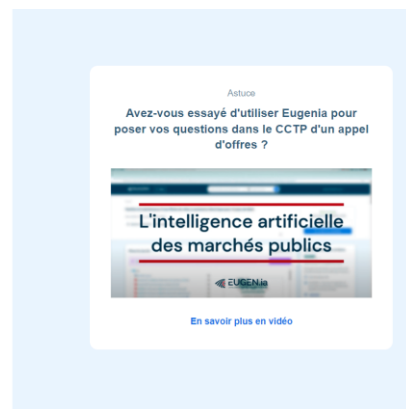 Astuce
Avez-vous essayé d'utiliser Eugenia pour
poser vos questions dans le CCTP d'un appel
d'offres ?
L'intelligence artificielle
des marchés publics
EUGEN.ia
En savoir plus en vidéo